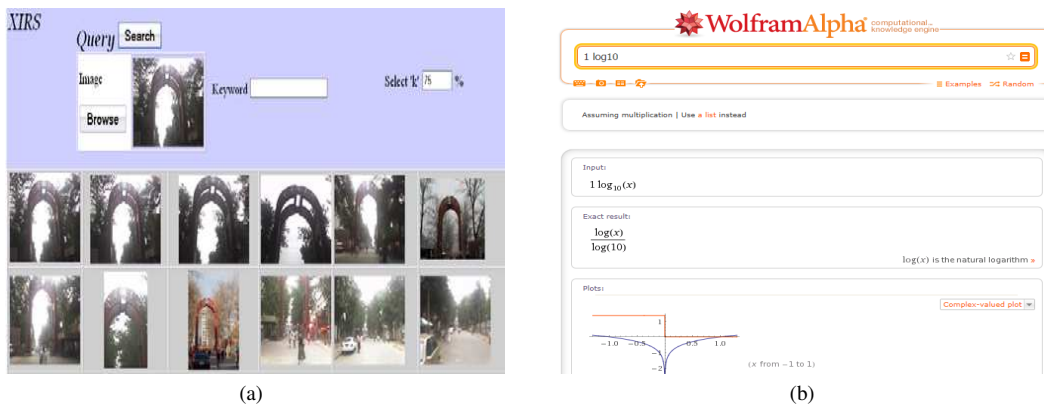 XIRS
Query Search
Image
Browse
Keyword
Select 'k' 75 %
(a)
WolframAlpha computational... knowledge engine
1 log10
Examples Random
Assuming multiplication | Use a list instead
Input:
1 log₁₀(x)
Exact result:
log(x)
log(10)
log(x) is the natural logarithm »
Plots:
Complex-valued plot
1
−1.0 −0.5 0.5 1.0
−1
−2
(x from −1 to 1)
(b)